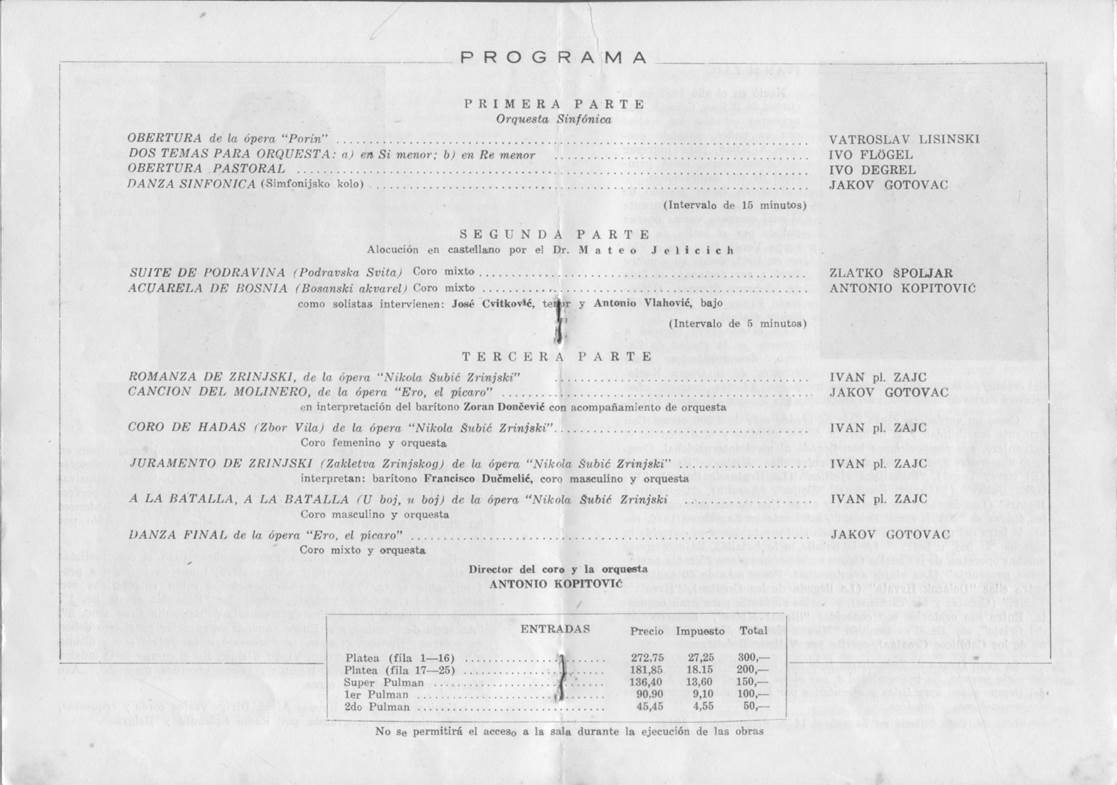 PROGRAMA
PRIMERA PARTE
Orquesta Sinfónica
OBERTURA de la ópera "Porin" ........ VATROSLAV LISINSKI
DOS TEMAS PARA ORQUESTA: a) en Si menor; b) en Re menor ........ IVO FLÖGEL
OBERTURA PASTORAL ........ IVO DEGREL
DANZA SINFONICA (Simfonijsko kolo) ........ JAKOV GOTOVAC
(Intervalo de 15 minutos)
SEGUNDA PARTE
Alocución en castellano por el Dr. Mateo Jelicich
SUITE DE PODRAVINA (Podravska Svita) Coro mixto ........ ZLATKO ŠPOLJAR
ACUARELA DE BOSNIA (Bosanski akvarel) Coro mixto ........ ANTONIO KOPITOVIĆ
como solistas intervienen: José Cvitković, tenor y Antonio Vlahović, bajo
(Intervalo de 5 minutos)
TERCERA PARTE
ROMANZA DE ZRINJSKI, de la ópera "Nikola Šubić Zrinjski" ........ IVAN pl. ZAJC
CANCION DEL MOLINERO, de la ópera "Ero, el pícaro" ........ JAKOV GOTOVAC
en interpretación del barítono Zoran Dončević con acompañamiento de orquesta
CORO DE HADAS (Zbor Vila) de la ópera "Nikola Šubić Zrinjski" ........ IVAN pl. ZAJC
Coro femenino y orquesta
JURAMENTO DE ZRINJSKI (Zakletva Zrinjskog) de la ópera "Nikola Šubić Zrinjski" ........ IVAN pl. ZAJC
interpretan: barítono Francisco Dučmelić, coro masculino y orquesta
A LA BATALLA, A LA BATALLA (U boj, u boj) de la ópera "Nikola Šubić Zrinjski ........ IVAN pl. ZAJC
Coro masculino y orquesta
DANZA FINAL de la ópera "Ero, el pícaro" ........ JAKOV GOTOVAC
Coro mixto y orquesta
Director del coro y la orquesta
ANTONIO KOPITOVIĆ
ENTRADAS Precio Impuesto Total
Platea (fila 1—16) ........ 272,75 27,25 300,—
Platea (fila 17—25) ........ 181,85 18.15 200,—
Super Pulman ........ 136,40 13,60 150,—
1er Pulman ........ 90,90 9,10 100,—
2do Pulman ........ 45,45 4,55 50,—
No se permitirá el acceso a la sala durante la ejecución de las obras